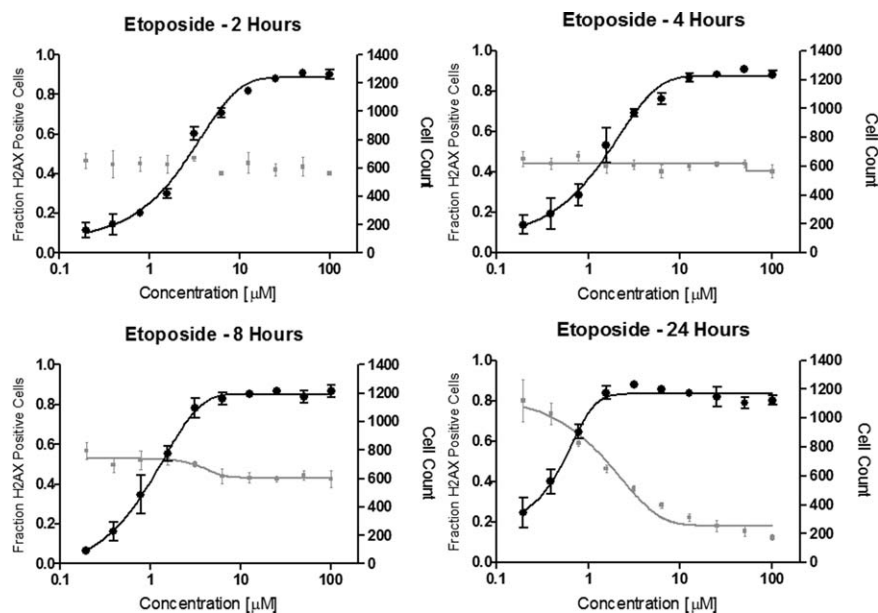 Etoposide - 2 Hours
Fraction H2AX Positive Cells
1.0
0.8
0.6
0.4
0.2
0.0
1400
1200
1000
800
600
400
200
0
Cell Count
0.1 1 10 100
Concentration [μM]
Etoposide - 4 Hours
Fraction H2AX Positive Cells
1.0
0.8
0.6
0.4
0.2
0.0
1400
1200
1000
800
600
400
200
0
Cell Count
0.1 1 10 100
Concentration [μM]
Etoposide - 8 Hours
Fraction H2AX Positive Cells
1.0
0.8
0.6
0.4
0.2
0.0
1400
1200
1000
800
600
400
200
0
Cell Count
0.1 1 10 100
Concentration [μM]
Etoposide - 24 Hours
Fraction H2AX Positive Cells
1.0
0.8
0.6
0.4
0.2
0.0
1400
1200
1000
800
600
400
200
0
Cell Count
0.1 1 10 100
Concentration [μM]